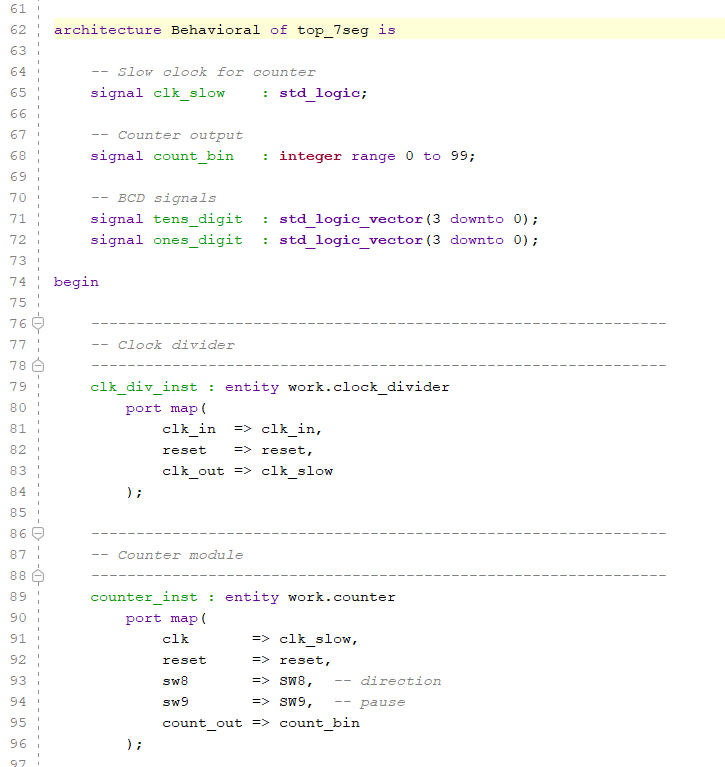 61
62 architecture Behavioral of top_7seg is
63
64 -- Slow clock for counter
65 signal clk_slow    : std_logic;
66
67 -- Counter output
68 signal count_bin   : integer range 0 to 99;
69
70 -- BCD signals
71 signal tens_digit  : std_logic_vector(3 downto 0);
72 signal ones_digit  : std_logic_vector(3 downto 0);
73
74 begin
75
76 ----------------------------------------------------------------
77 -- Clock divider
78 ----------------------------------------------------------------
79 clk_div_inst : entity work.clock_divider
80 port map(
81 clk_in  => clk_in,
82 reset   => reset,
83 clk_out => clk_slow
84 );
85
86 ----------------------------------------------------------------
87 -- Counter module
88 ----------------------------------------------------------------
89 counter_inst : entity work.counter
90 port map(
91 clk       => clk_slow,
92 reset     => reset,
93 sw8       => SW8,  -- direction
94 sw9       => SW9,  -- pause
95 count_out => count_bin
96 );
97